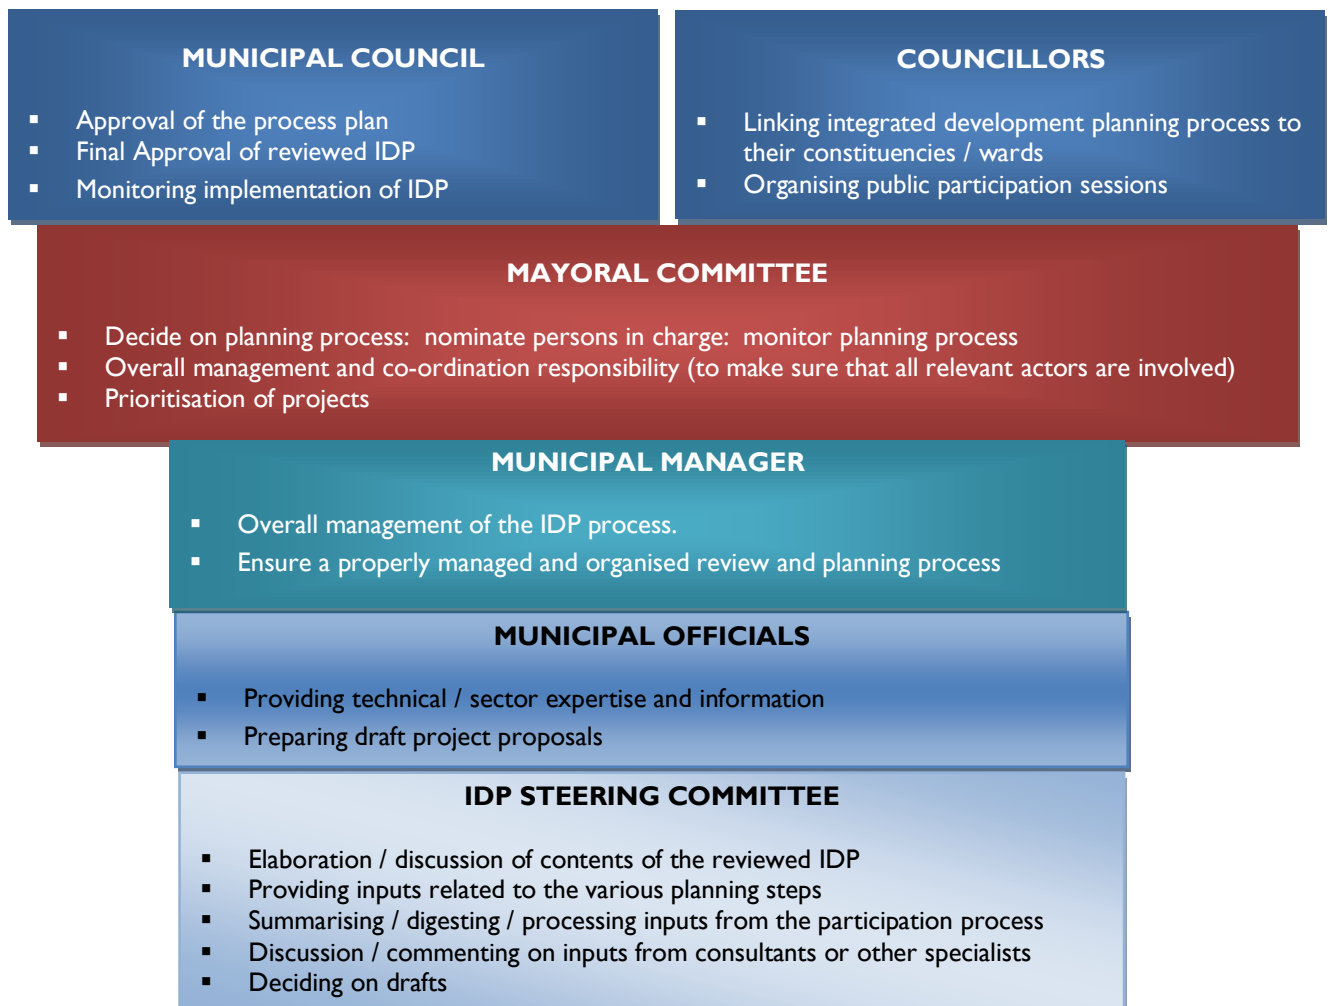 MUNICIPAL COUNCIL
▪ Approval of the process plan
▪ Final Approval of reviewed IDP
▪ Monitoring implementation of IDP
COUNCILLORS
▪ Linking integrated development planning process to
their constituencies / wards
▪ Organising public participation sessions
MAYORAL COMMITTEE
▪ Decide on planning process:  nominate persons in charge:  monitor planning process
▪ Overall management and co-ordination responsibility (to make sure that all relevant actors are involved)
▪ Prioritisation of projects
MUNICIPAL MANAGER
▪ Overall management of the IDP process.
▪ Ensure a properly managed and organised review and planning process
MUNICIPAL OFFICIALS
▪ Providing technical / sector expertise and information
▪ Preparing draft project proposals
IDP STEERING COMMITTEE
▪ Elaboration / discussion of contents of the reviewed IDP
▪ Providing inputs related to the various planning steps
▪ Summarising / digesting / processing inputs from the participation process
▪ Discussion / commenting on inputs from consultants or other specialists
▪ Deciding on drafts